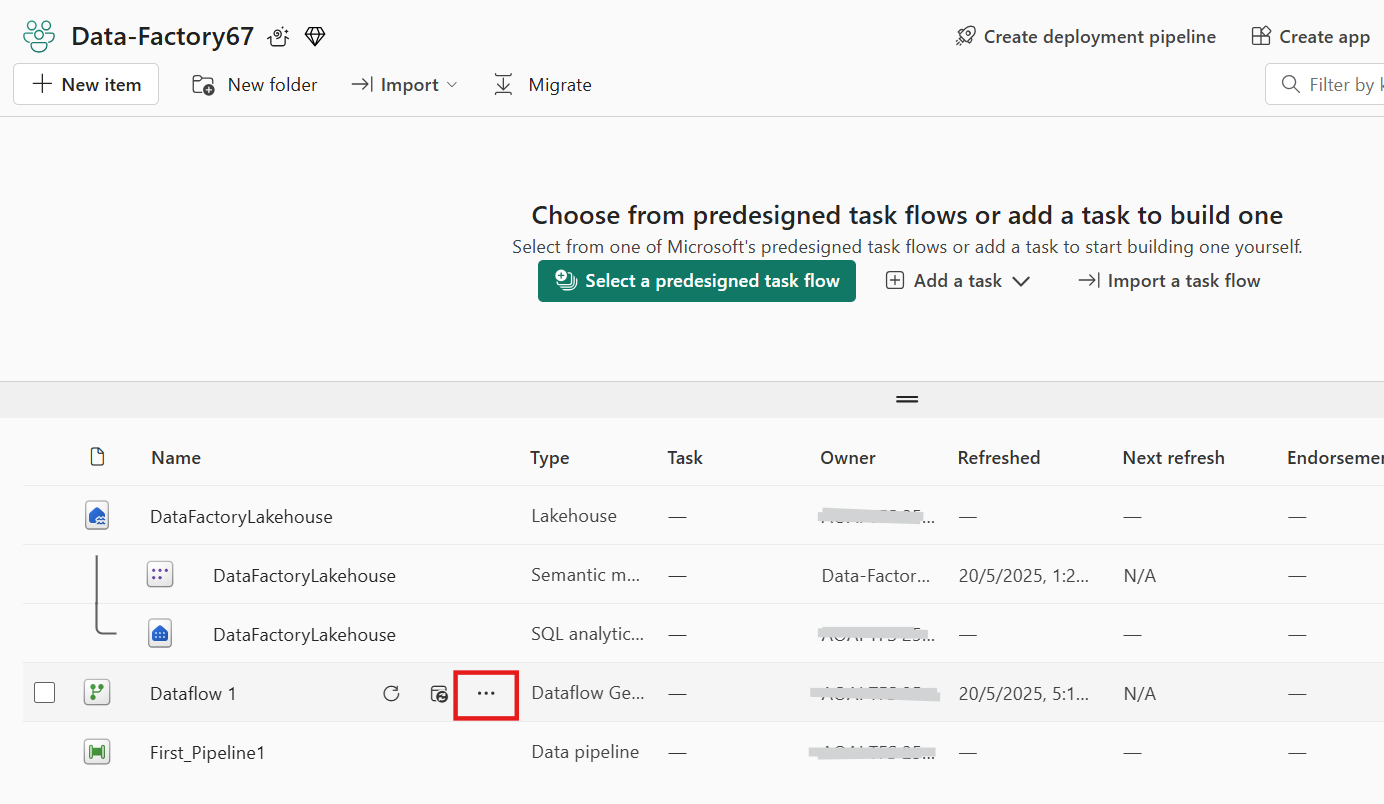 Data-Factory67
Create deployment pipeline
Create app
New item
New folder
Import
Migrate
Filter by k
Choose from predesigned task flows or add a task to build one
Select from one of Microsoft's predesigned task flows or add a task to start building one yourself.
Select a predesigned task flow
Add a task
Import a task flow
Name Type Task Owner Refreshed Next refresh Endorsemen
DataFactoryLakehouse Lakehouse — — — —
DataFactoryLakehouse Semantic m... — Data-Factor... 20/5/2025, 1:2... N/A —
DataFactoryLakehouse SQL analytic... — — — —
Dataflow 1 ... Dataflow Ge... — 20/5/2025, 5:1... N/A —
First_Pipeline1 Data pipeline — — — —